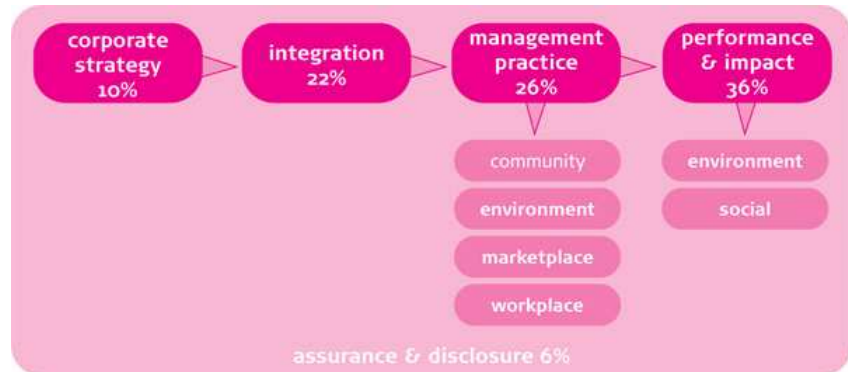 corporate
strategy
10%
integration
22%
management
practice
26%
performance
& impact
36%
community
environment
marketplace
workplace
environment
social
assurance & disclosure 6%